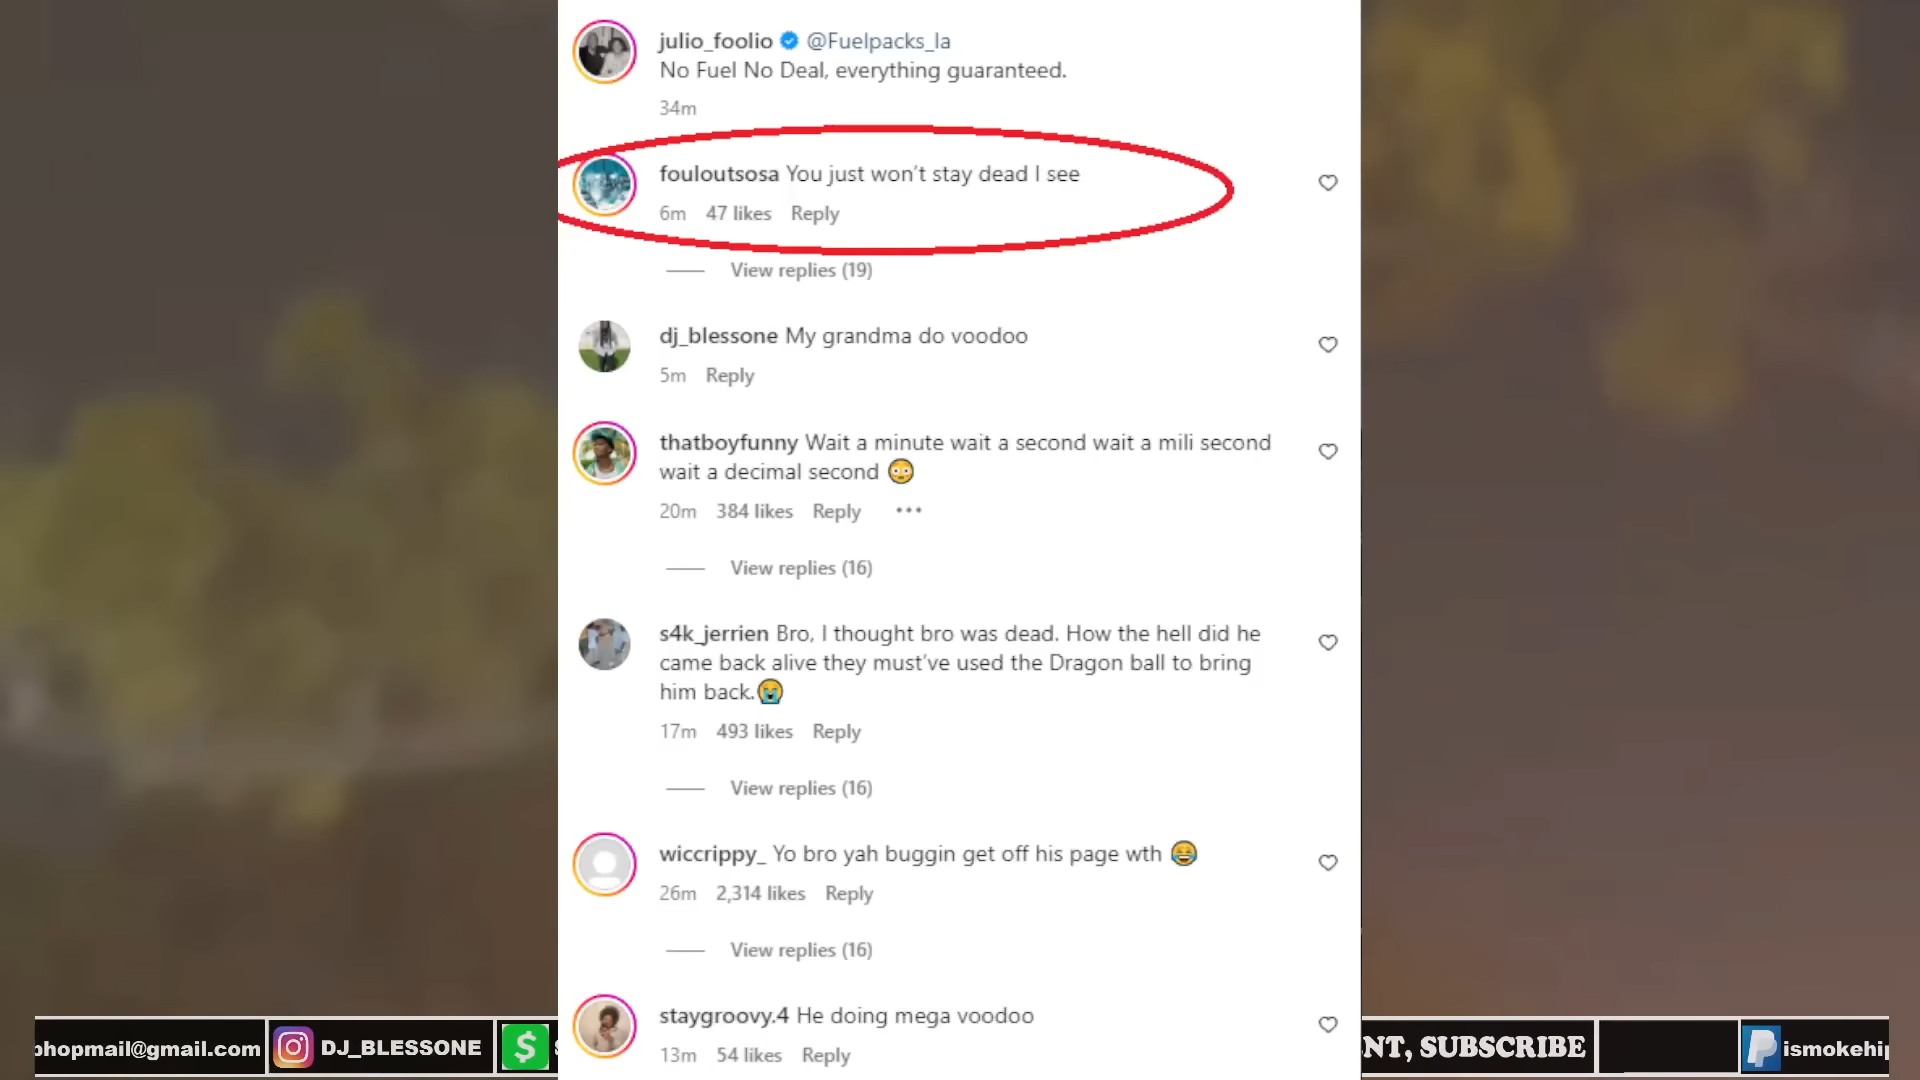 julio_foolio @Fuelpacks_la
No Fuel No Deal, everything guaranteed.
34m
fouloutsosa You just won't stay dead I see
6m 47 likes Reply
View replies (19)
dj_blessone My grandma do voodoo
5m Reply
thatboyfunny Wait a minute wait a second wait a mili second
wait a decimal second 😳
20m 384 likes Reply •••
View replies (16)
s4k_jerrien Bro, I thought bro was dead. How the hell did he
came back alive they must've used the Dragon ball to bring
him back.😭
17m 493 likes Reply
View replies (16)
wiccrippy_ Yo bro yah buggin get off his page wth 😂
26m 2,314 likes Reply
View replies (16)
staygroovy.4 He doing mega voodoo
13m 54 likes Reply
phopmail@gmail.com DJ_BLESSONE $ NT, SUBSCRIBE ismokehip